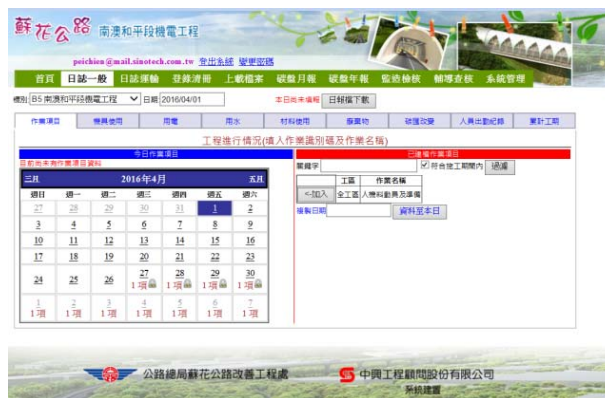 蘇花公路 南澳和平段機電工程
peichien@mail.sinotech.com.tw 登出系統 變更密碼
首頁 日誌一般 日誌運輸 登錄清冊 上載檔案 碳盤月報 碳盤年報 監造檢核 輔導查核 系統管理
標別 B5 南澳和平段機電工程 日期 2016/04/01 本日尚未填報 日報檔下載
作業項目 機具使用 用電 用水 材料使用 廢棄物 碳匯改變 人員出勤紀錄 累計工期
工程進行情況(填入作業識別碼及作業名稱)
今日作業項目 已建檔作業項目
目前尚未有作業項目資料 關鍵字 符合施工期間內 過濾
三月 2016年4月 五月
工區 作業名稱
週日 週一 週二 週三 週四 週五 週六
<-加入 全工區 人機料動員及準備
27 28 29 30 31 1 2
複製日期 資料至本日
3 4 5 6 7 8 9
10 11 12 13 14 15 16
17 18 19 20 21 22 23
24 25 26 27 28 29 30
1項 1項 1項 1項
1 2 3 4 5 6 7
1項 1項 1項 1項 1項 1項 1項
公路總局蘇花公路改善工程處 中興工程顧問股份有限公司
系統建置